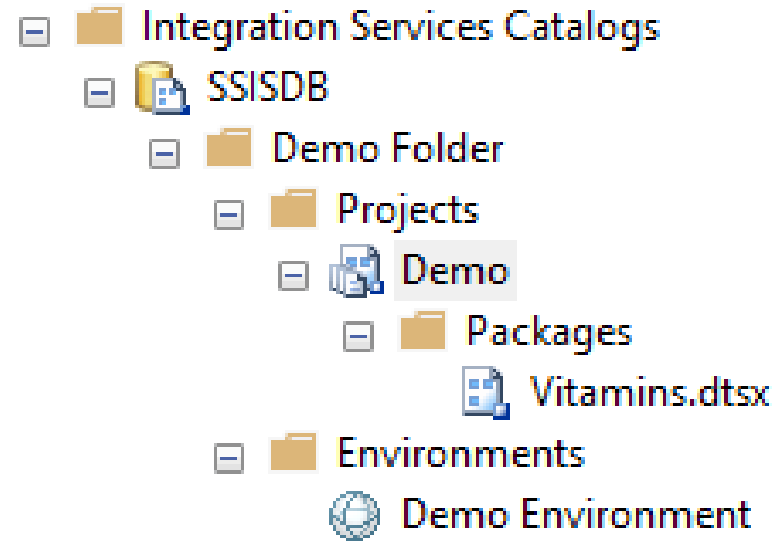 Integration Services Catalogs
SSISDB
Demo Folder
Projects
Demo
Packages
Vitamins.dtsx
Environments
Demo Environment